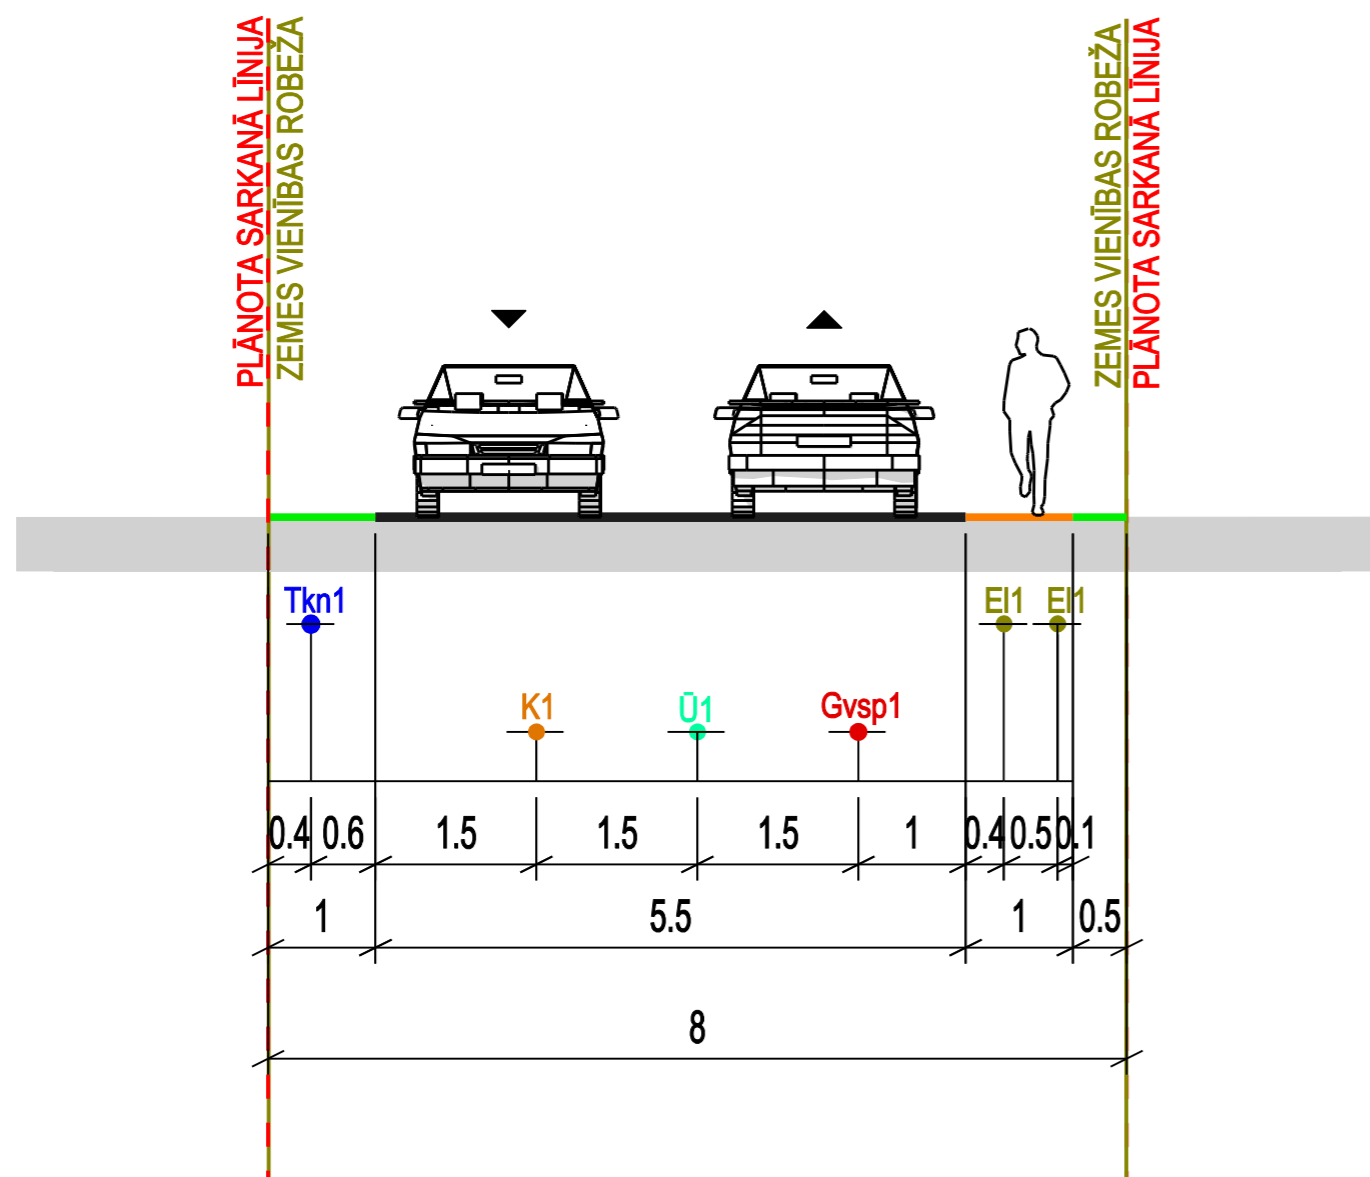 PLĀNOTA SARKANĀ LĪNIJA
ZEMES VIENĪBAS ROBEŽA
ZEMES VIENĪBAS ROBEŽA
PLĀNOTA SARKANĀ LĪNIJA
Tkn1
El1
El1
K1
Ū1
Gvsp1
0.4 0.6 1.5 1.5 1.5 1 0.4 0.5 0.1
1 5.5 1 0.5
8